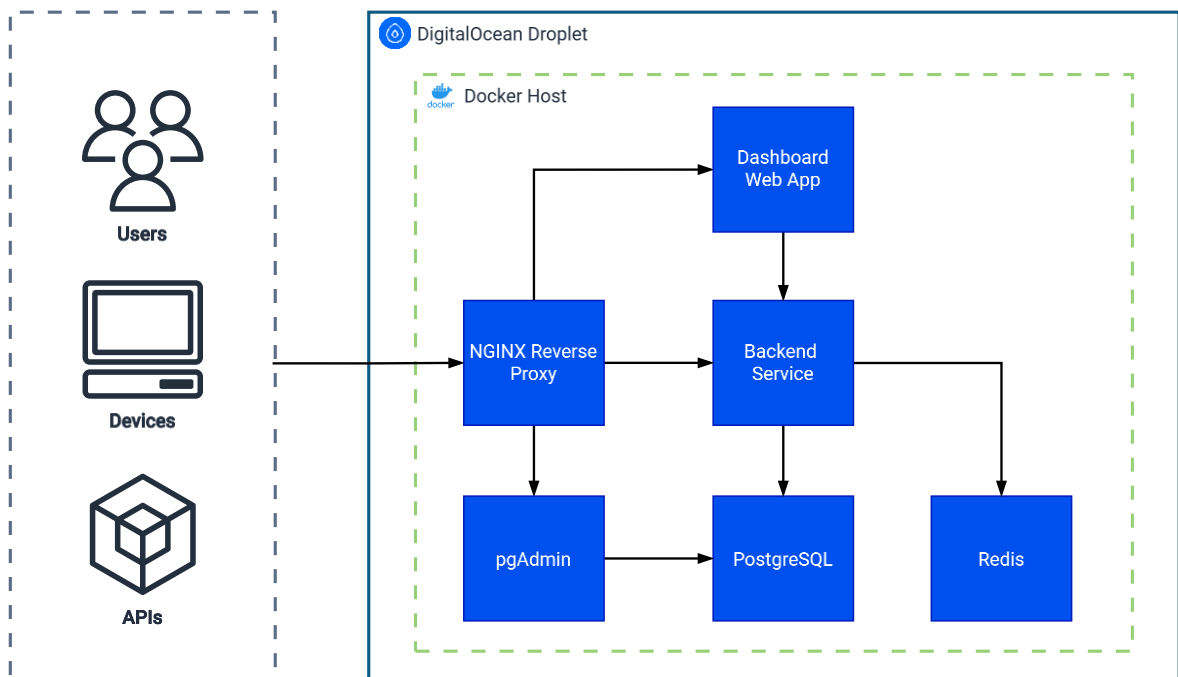 DigitalOcean Droplet
docker
Docker Host
Users
Devices
APIs
Dashboard
Web App
NGINX Reverse
Proxy
Backend
Service
pgAdmin
PostgreSQL
Redis